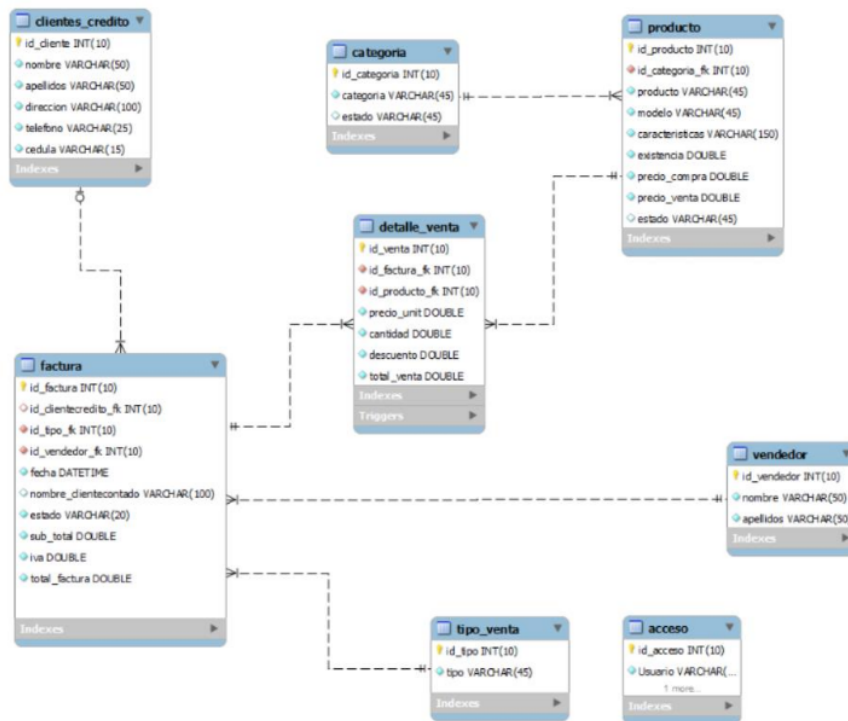 clientes_credito
id_cliente INT(10)
nombre VARCHAR(50)
apellidos VARCHAR(50)
direccion VARCHAR(100)
telefono VARCHAR(25)
cedula VARCHAR(15)
Indexes
categoria
id_categoria INT(10)
categoria VARCHAR(45)
estado VARCHAR(45)
Indexes
producto
id_producto INT(10)
id_categoria_fk INT(10)
producto VARCHAR(45)
modelo VARCHAR(45)
caracteristicas VARCHAR(150)
existencia DOUBLE
precio_compra DOUBLE
precio_venta DOUBLE
estado VARCHAR(45)
Indexes
detalle_venta
id_venta INT(10)
id_factura_fk INT(10)
id_producto_fk INT(10)
precio_unit DOUBLE
cantidad DOUBLE
descuento DOUBLE
total_venta DOUBLE
Indexes
Triggers
factura
id_factura INT(10)
id_clientecredito_fk INT(10)
id_tipo_fk INT(10)
id_vendedor_fk INT(10)
fecha DATETIME
nombre_clientecontado VARCHAR(100)
estado VARCHAR(20)
sub_total DOUBLE
iva DOUBLE
total_factura DOUBLE
Indexes
vendedor
id_vendedor INT(10)
nombre VARCHAR(50)
apellidos VARCHAR(50)
Indexes
tipo_venta
id_tipo INT(10)
tipo VARCHAR(45)
Indexes
acceso
id_acceso INT(10)
Usuario VARCHAR(...
1 more...
Indexes